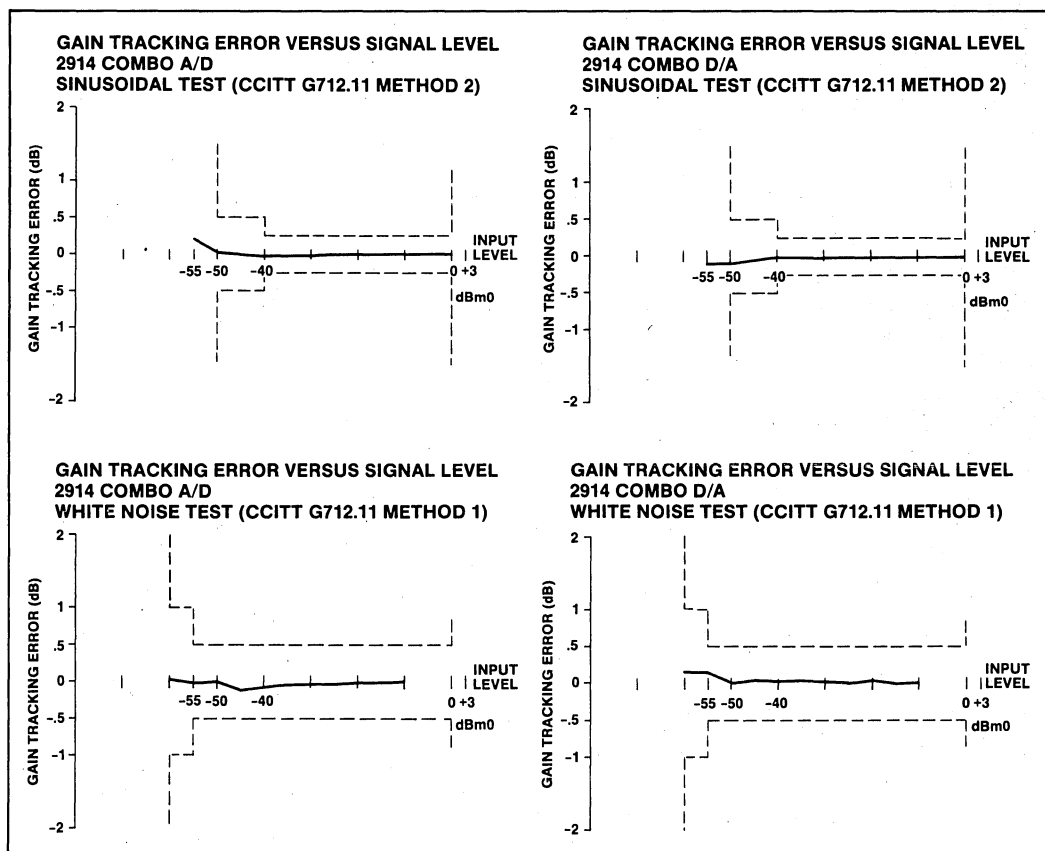 GAIN TRACKING ERROR VERSUS SIGNAL LEVEL
2914 COMBO A/D
SINUSOIDAL TEST (CCITT G712.11 METHOD 2)
2
1
.5
0
-.5
-1
-2
GAIN TRACKING ERROR (dB)
-55 -50 -40 0 +3
INPUT
LEVEL
dBm0
GAIN TRACKING ERROR VERSUS SIGNAL LEVEL
2914 COMBO D/A
SINUSOIDAL TEST (CCITT G712.11 METHOD 2)
2
1
.5
0
-.5
-1
-2
GAIN TRACKING ERROR (dB)
-55 -50 -40 0 +3
INPUT
LEVEL
dBm0
GAIN TRACKING ERROR VERSUS SIGNAL LEVEL
2914 COMBO A/D
WHITE NOISE TEST (CCITT G712.11 METHOD 1)
2
1
.5
0
-.5
-1
-2
GAIN TRACKING ERROR (dB)
-55 -50 -40 0 +3
INPUT
LEVEL
dBm0
GAIN TRACKING ERROR VERSUS SIGNAL LEVEL
2914 COMBO D/A
WHITE NOISE TEST (CCITT G712.11 METHOD 1)
2
1
.5
0
-.5
-1
-2
GAIN TRACKING ERROR (dB)
-55 -50 -40 0 +3
INPUT
LEVEL
dBm0